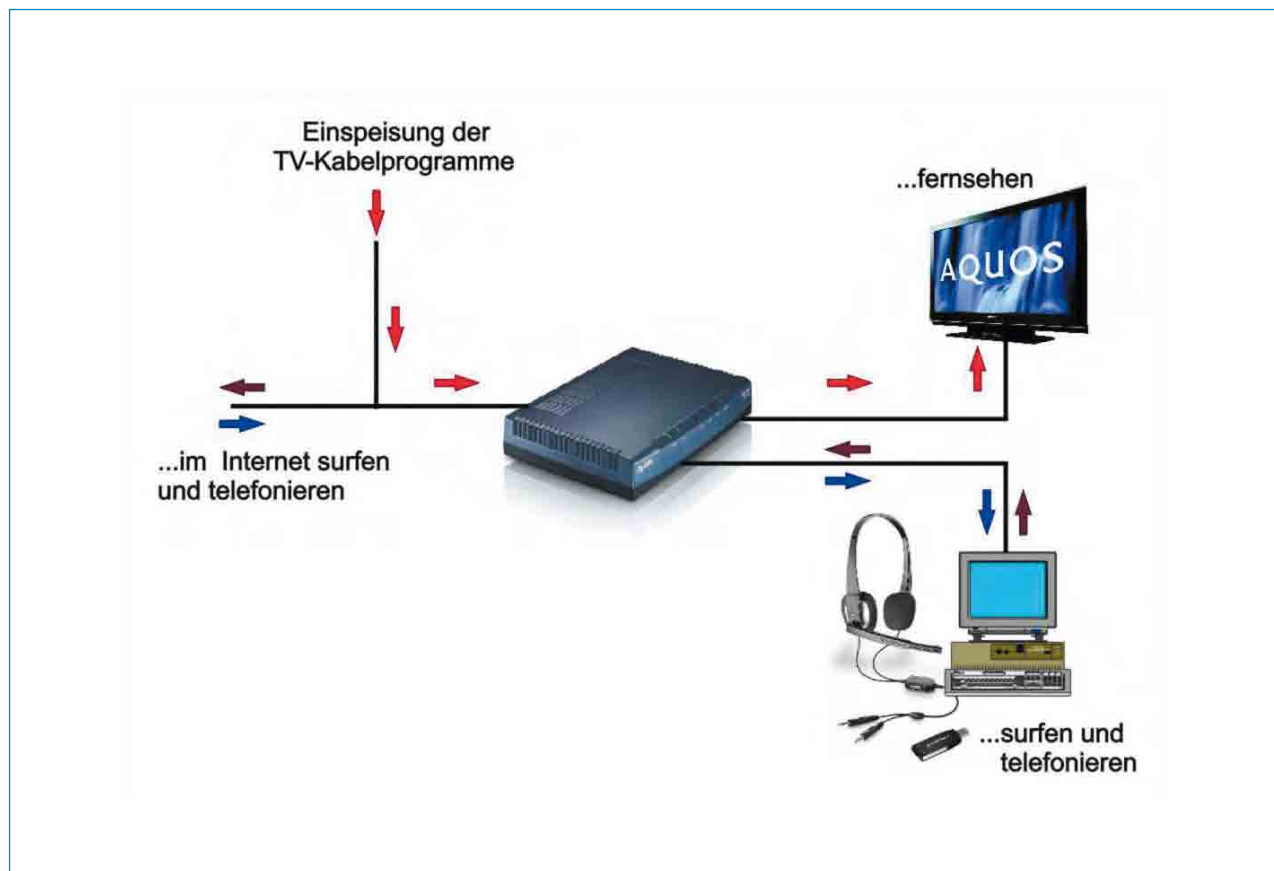 Einspeisung der
TV-Kabelprogramme
...fernsehen
AQUOS
...im Internet surfen
und telefonieren
...surfen und
telefonieren